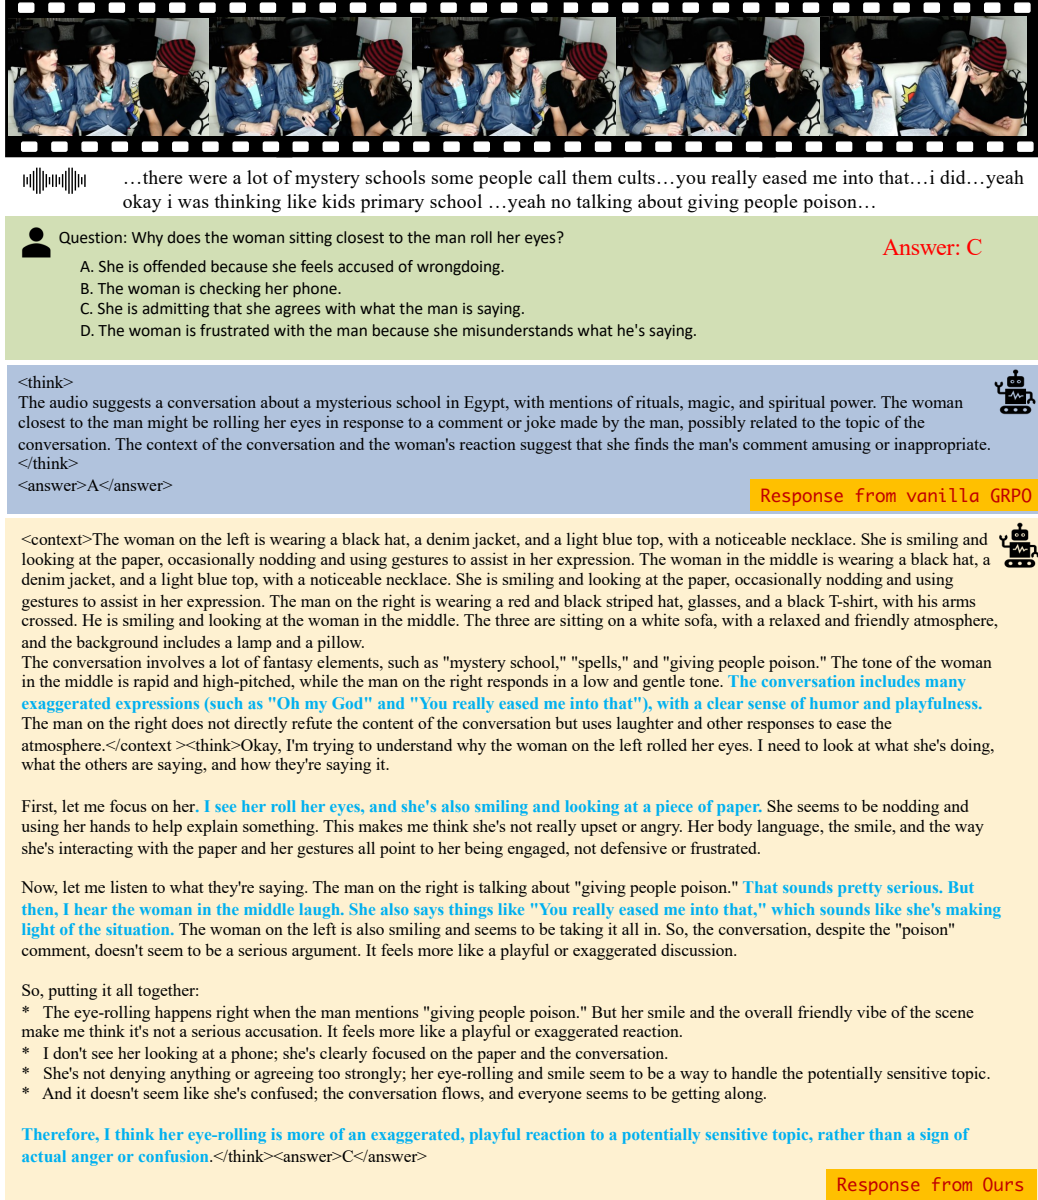 …there were a lot of mystery schools some people call them cults…you really eased me into that…i did…yeah
okay i was thinking like kids primary school …yeah no talking about giving people poison…
Question: Why does the woman sitting closest to the man roll her eyes?
Answer: C
A. She is offended because she feels accused of wrongdoing.
B. The woman is checking her phone.
C. She is admitting that she agrees with what the man is saying.
D. The woman is frustrated with the man because she misunderstands what he's saying.
<think>
The audio suggests a conversation about a mysterious school in Egypt, with mentions of rituals, magic, and spiritual power. The woman
closest to the man might be rolling her eyes in response to a comment or joke made by the man, possibly related to the topic of the
conversation. The context of the conversation and the woman's reaction suggest that she finds the man's comment amusing or inappropriate.
</think>
<answer>A</answer>
Response from vanilla GRPO
<context>The woman on the left is wearing a black hat, a denim jacket, and a light blue top, with a noticeable necklace. She is smiling and
looking at the paper, occasionally nodding and using gestures to assist in her expression. The woman in the middle is wearing a black hat, a
denim jacket, and a light blue top, with a noticeable necklace. She is smiling and looking at the paper, occasionally nodding and using
gestures to assist in her expression. The man on the right is wearing a red and black striped hat, glasses, and a black T-shirt, with his arms
crossed. He is smiling and looking at the woman in the middle. The three are sitting on a white sofa, with a relaxed and friendly atmosphere,
and the background includes a lamp and a pillow.
The conversation involves a lot of fantasy elements, such as "mystery school," "spells," and "giving people poison." The tone of the woman
in the middle is rapid and high-pitched, while the man on the right responds in a low and gentle tone. The conversation includes many
exaggerated expressions (such as "Oh my God" and "You really eased me into that"), with a clear sense of humor and playfulness.
The man on the right does not directly refute the content of the conversation but uses laughter and other responses to ease the
atmosphere.</context ><think>Okay, I'm trying to understand why the woman on the left rolled her eyes. I need to look at what she's doing,
what the others are saying, and how they're saying it.
First, let me focus on her. I see her roll her eyes, and she's also smiling and looking at a piece of paper. She seems to be nodding and
using her hands to help explain something. This makes me think she's not really upset or angry. Her body language, the smile, and the way
she's interacting with the paper and her gestures all point to her being engaged, not defensive or frustrated.
Now, let me listen to what they're saying. The man on the right is talking about "giving people poison." That sounds pretty serious. But
then, I hear the woman in the middle laugh. She also says things like "You really eased me into that," which sounds like she's making
light of the situation. The woman on the left is also smiling and seems to be taking it all in. So, the conversation, despite the "poison"
comment, doesn't seem to be a serious argument. It feels more like a playful or exaggerated discussion.
So, putting it all together:
* The eye-rolling happens right when the man mentions "giving people poison." But her smile and the overall friendly vibe of the scene
make me think it's not a serious accusation. It feels more like a playful or exaggerated reaction.
* I don't see her looking at a phone; she's clearly focused on the paper and the conversation.
* She's not denying anything or agreeing too strongly; her eye-rolling and smile seem to be a way to handle the potentially sensitive topic.
* And it doesn't seem like she's confused; the conversation flows, and everyone seems to be getting along.
Therefore, I think her eye-rolling is more of an exaggerated, playful reaction to a potentially sensitive topic, rather than a sign of
actual anger or confusion.</think><answer>C</answer>
Response from Ours